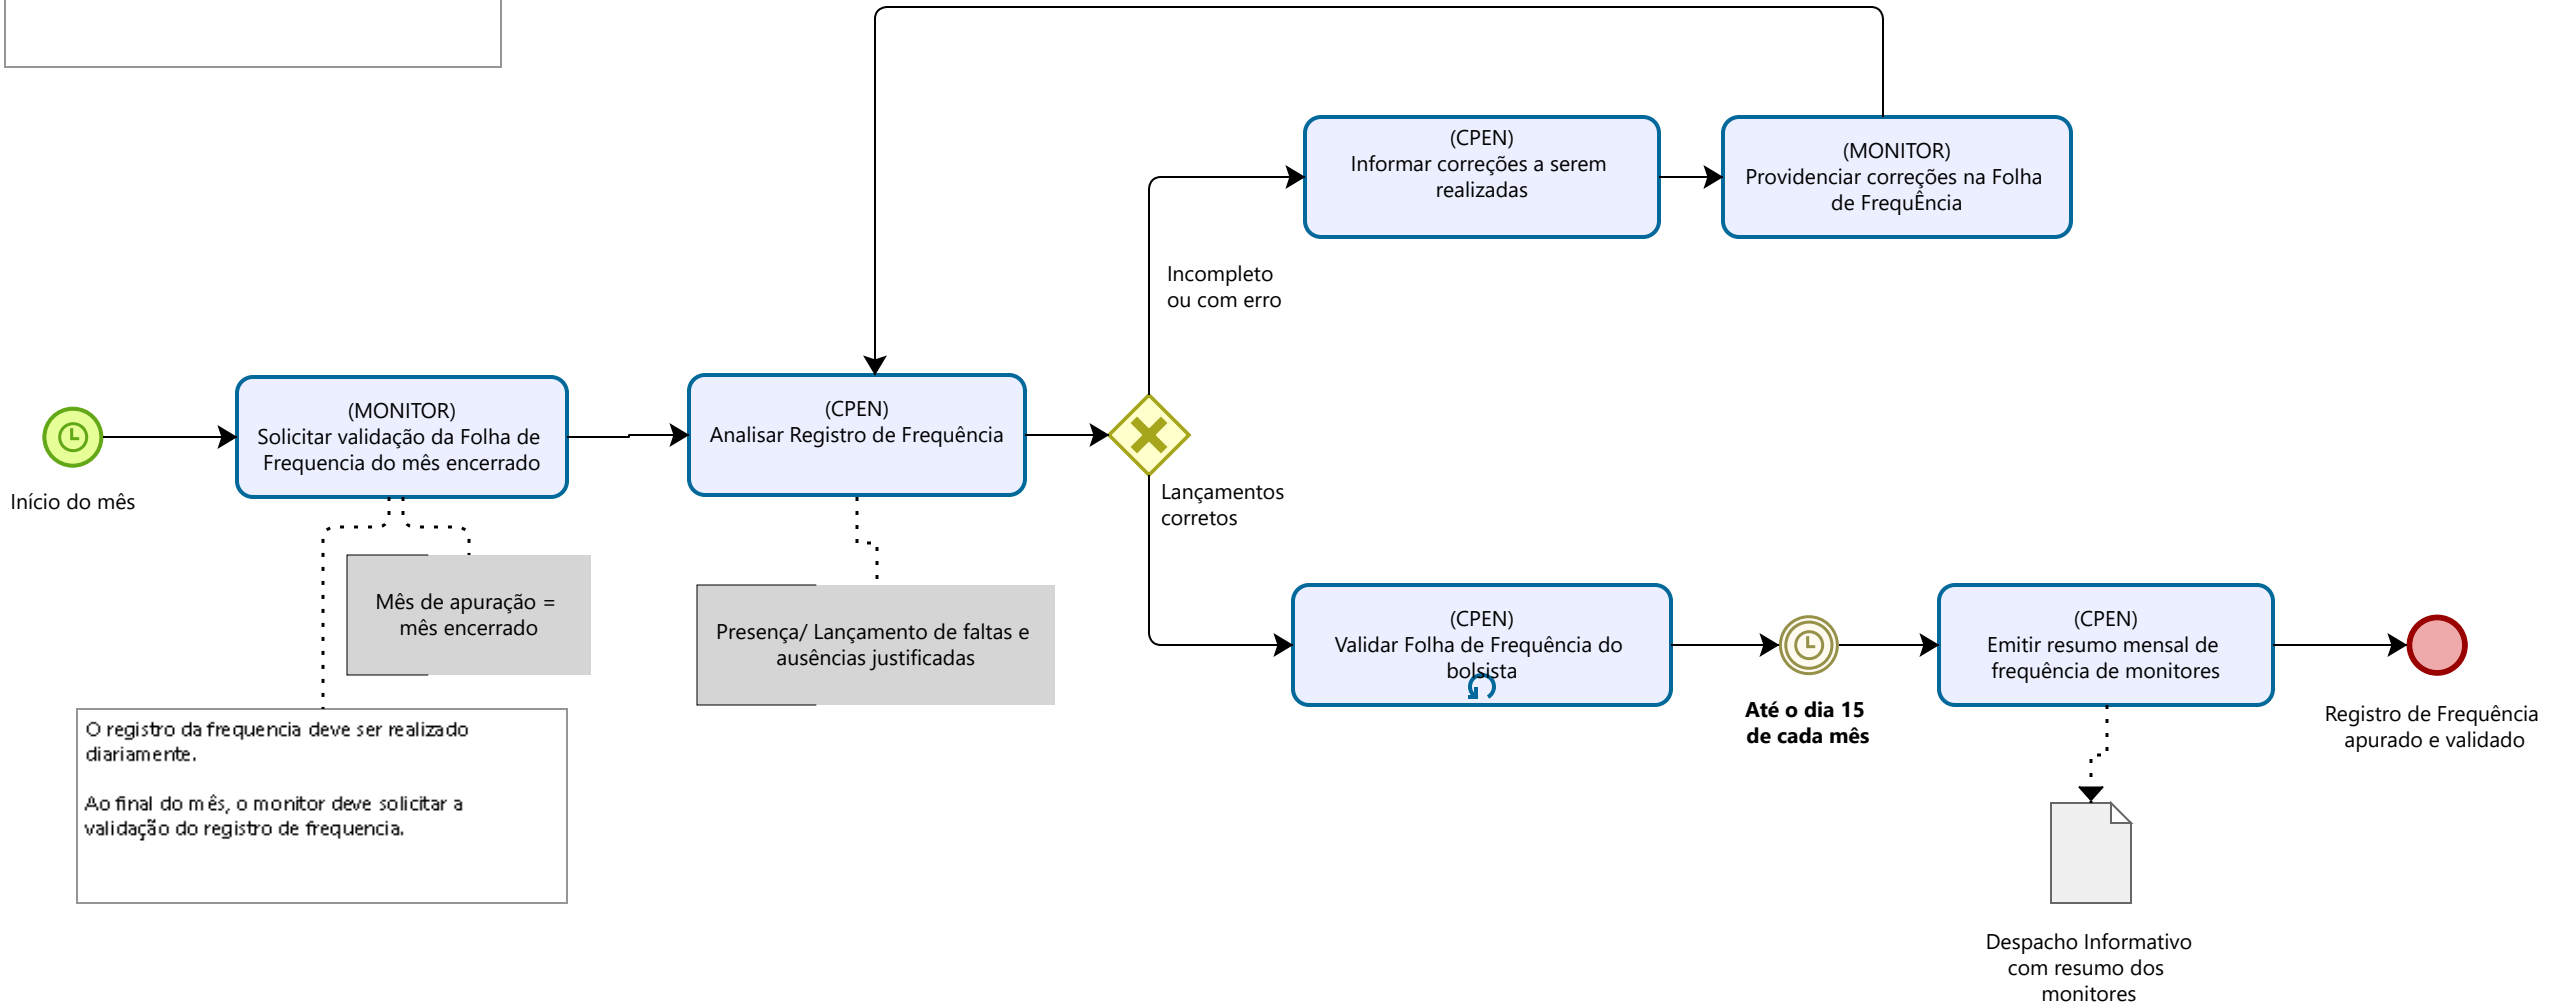 (CPEN)
Informar correções a serem
realizadas
(MONITOR)
Providenciar correções na Folha
de FrequÊncia
Incompleto
ou com erro
Início do mês
(MONITOR)
Solicitar validação da Folha de
Frequencia do mês encerrado
(CPEN)
Analisar Registro de Frequência
Lançamentos
corretos
Mês de apuração =
mês encerrado
Presença/ Lançamento de faltas e
ausências justificadas
(CPEN)
Validar Folha de Frequência do
bolsista
Até o dia 15
de cada mês
(CPEN)
Emitir resumo mensal de
frequência de monitores
Registro de Frequência
apurado e validado
O registro da frequencia deve ser realizado
diariamente.
Ao final do mês, o monitor deve solicitar a
validação do registro de frequencia.
Despacho Informativo
com resumo dos
monitores